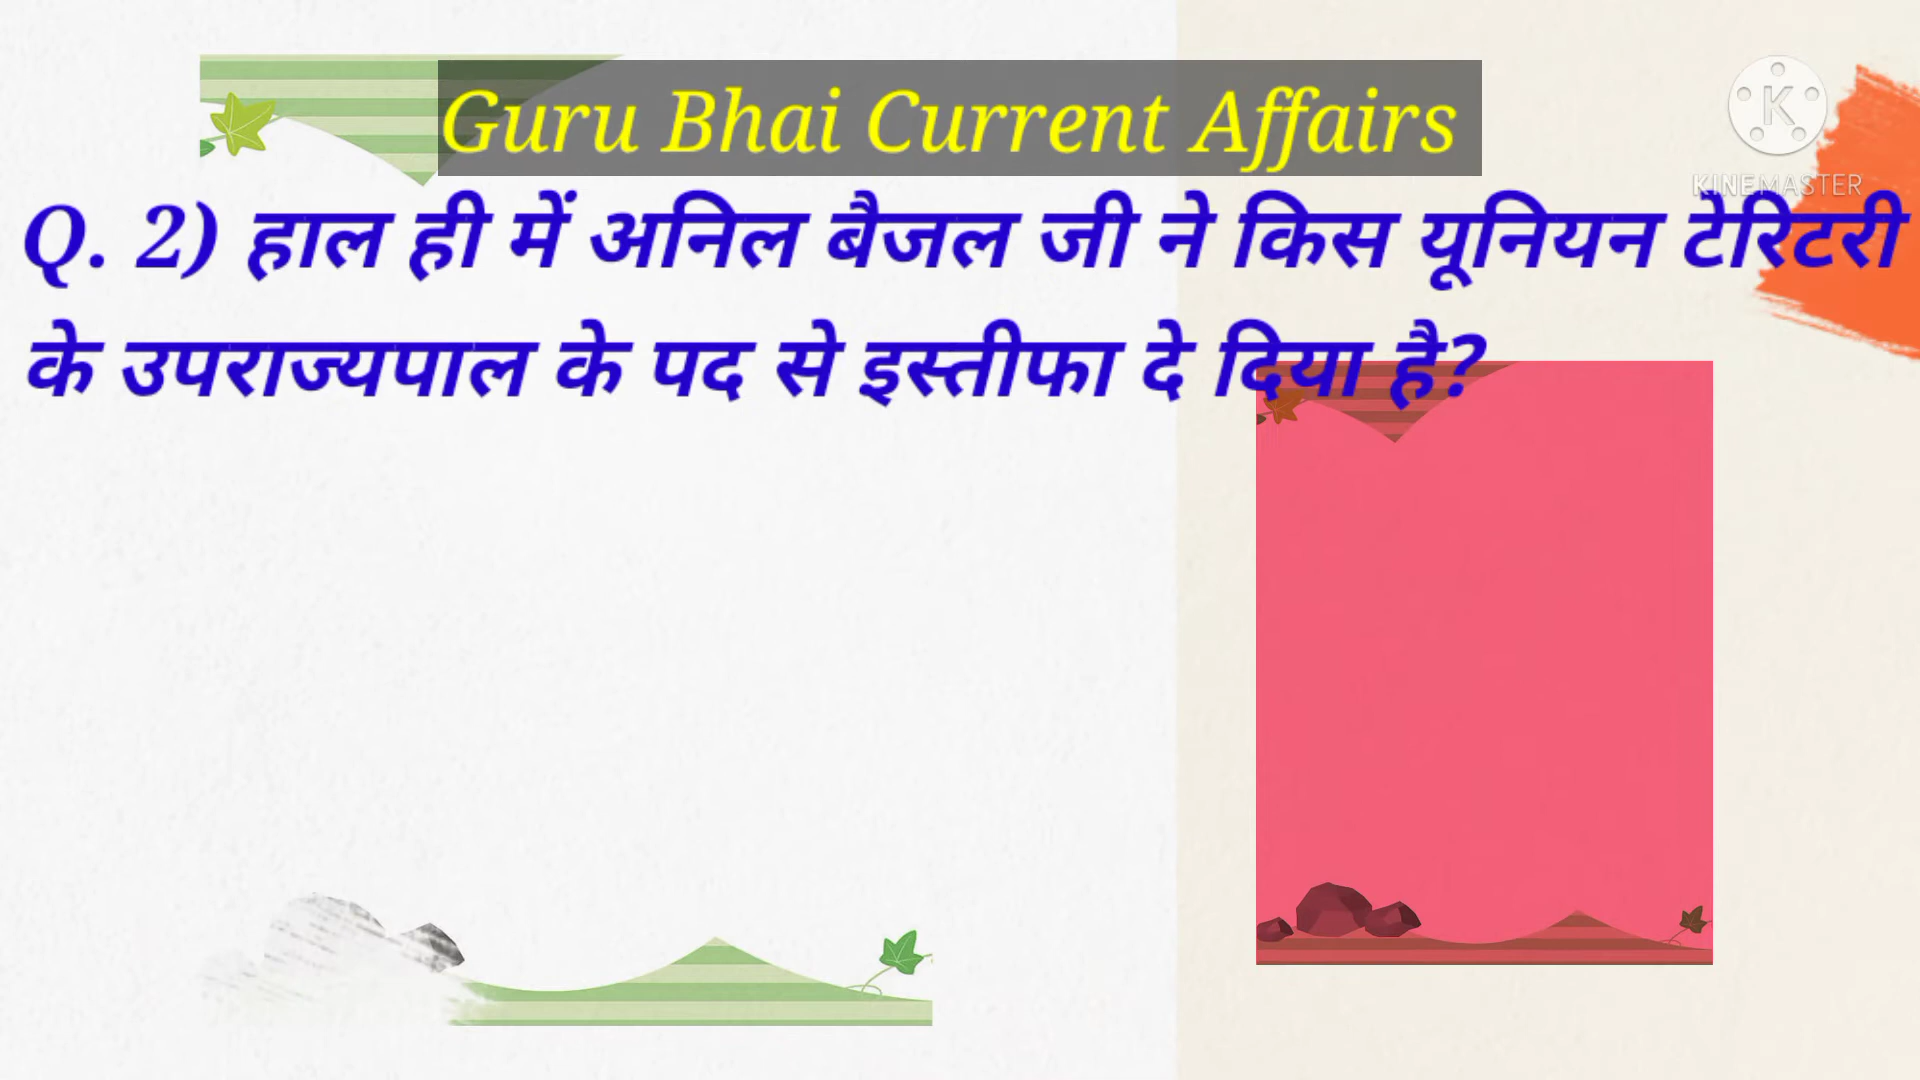 Guru Bhai Current Affairs
K
KINEMASTER
Q. 2) हाल ही में अनिल बैजल जी ने किस यूनियन टेरिटरी
के उपराज्यपाल के पद से इस्तीफा दे दिया है?